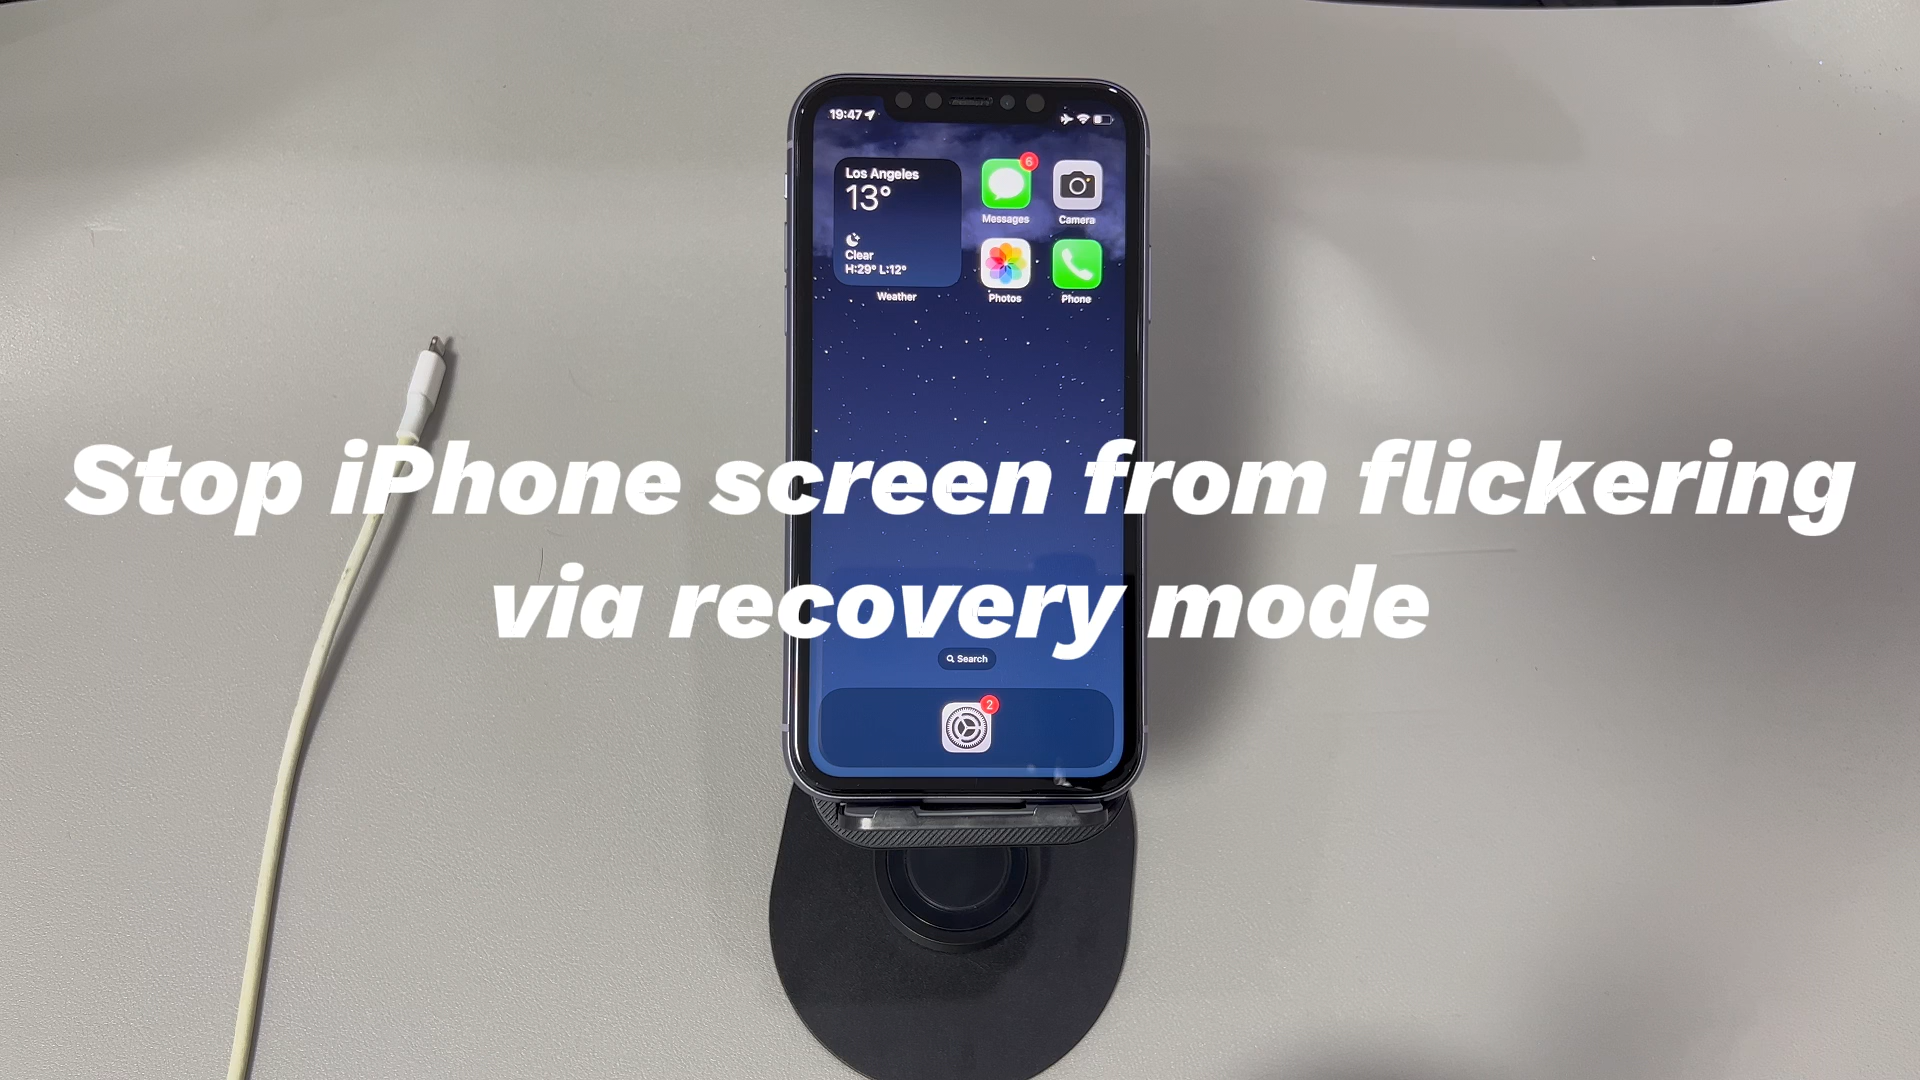 19:47
Los Angeles
13°
Clear
H:29° L:12°
Weather
6
Messages
Camera
Photos
Phone
Stop iPhone screen from flickering
via recovery mode
Search
2